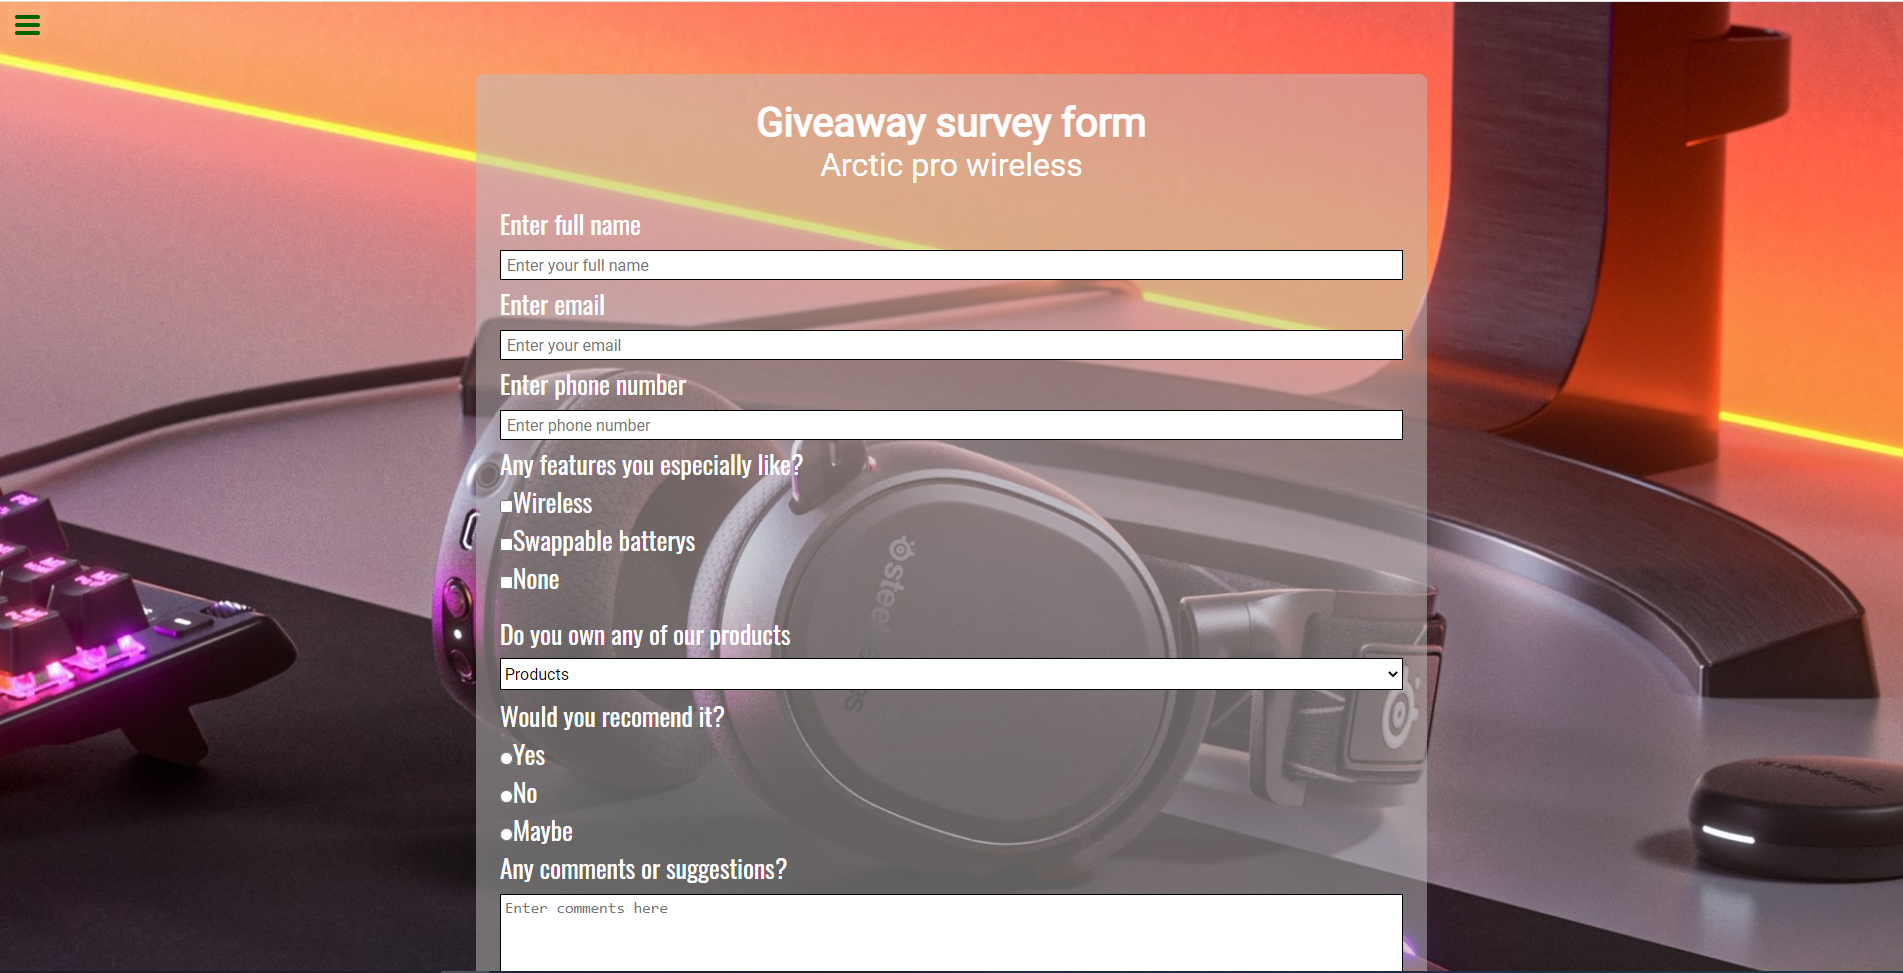 Giveaway survey form
Arctic pro wireless
Enter full name
Enter your full name
Enter email
Enter your email
Enter phone number
Enter phone number
Any features you especially like?
Wireless
Swappable batterys
None
Do you own any of our products
Products
Would you recomend it?
Yes
No
Maybe
Any comments or suggestions?
Enter comments here